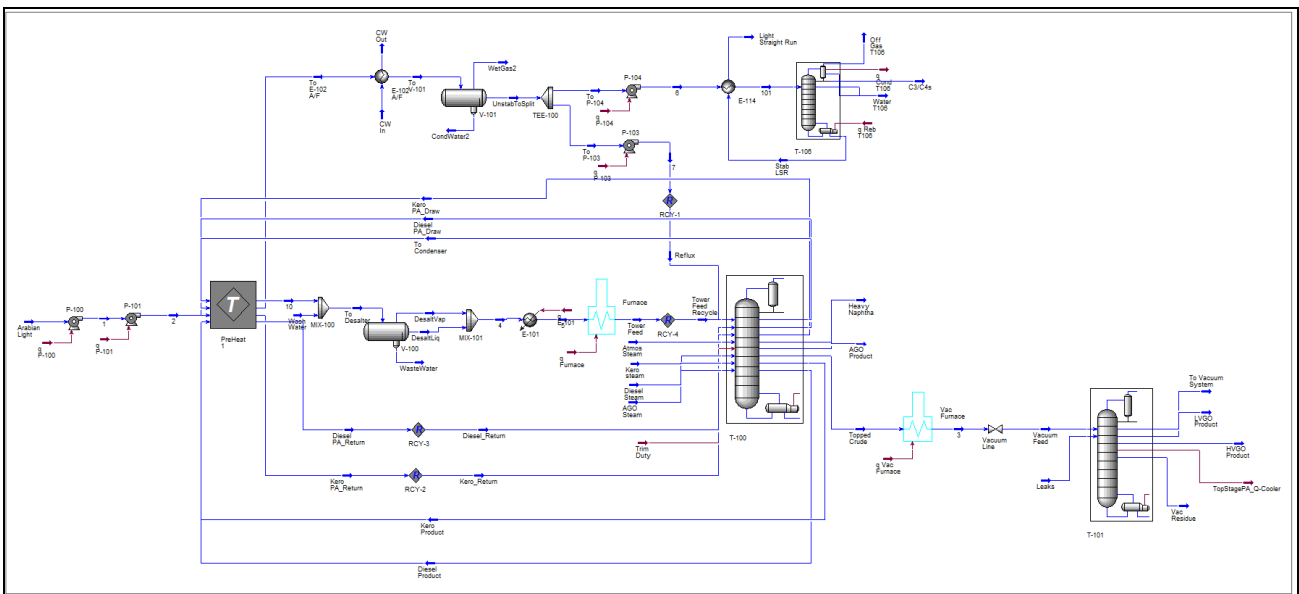 CW
Out
Light
Straight Run
Off
Gas
T106
q
Cond
T106
C3/C4s
Water
T106
q Reb
T106
T-106
WetGas2
To
E-102
A/F
E-102
A/F
To
V-101
CW
In
V-101
CondWater2
UnstabToSplit
TEE-100
To
P-104
P-104
q
P-104
6
E-114
101
Stab
LSR
To
P-103
P-103
q
P-103
7
RCY-1
Reflux
Kero
PA_Draw
Diesel
PA_Draw
To
Condenser
Arabian
Light
P-100
q
P-100
1
P-101
q
P-101
2
T
PreHeat
1
10
Wash
Water
MIX-100
To
Desalter
V-100
DesaltVap
DesaltLiq
WasteWater
MIX-101
4
E-101
q
E-101
5
Furnace
q
Furnace
Tower
Feed
RCY-4
Tower
Feed
Recycle
Atmos
Steam
Kero
steam
Diesel
Steam
AGO
Steam
Trim
Duty
T-100
Heavy
Naphtha
AGO
Product
Diesel
PA_Return
RCY-3
Diesel_Return
Kero
PA_Return
RCY-2
Kero_Return
Kero
Product
Diesel
Product
Topped
Crude
q Vac
Furnace
Vac
Furnace
3
Vacuum
Line
Vacuum
Feed
Leaks
T-101
To Vacuum
System
LVGO
Product
HVGO
Product
TopStagePA_Q-Cooler
Vac
Residue